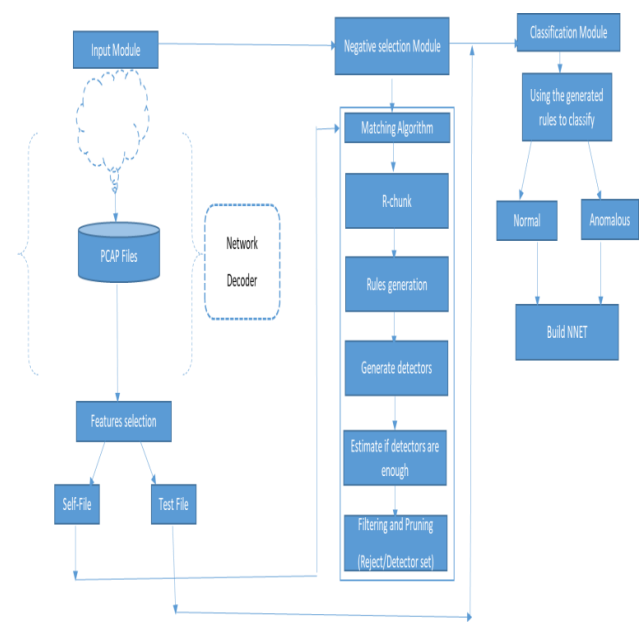 Input Module
PCAP Files
Network
Decoder
Features selection
Self-File
Test File
Negative selection Module
Matching Algorithm
R-chunk
Rules generation
Generate detectors
Estimate if detectors are
enough
Filtering and Pruning
(Reject/Detector set)
Classification Module
Using the generated
rules to classify
Normal
Anomalous
Build NNET